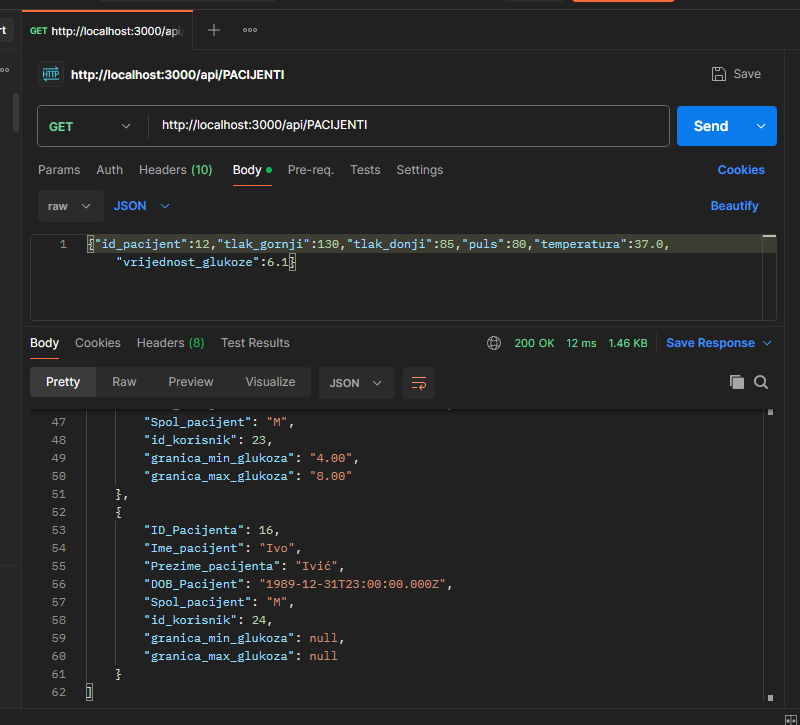 rt
GET http://localhost:3000/api/
HTTP http://localhost:3000/api/PACIJENTI
Save
GET
http://localhost:3000/api/PACIJENTI
Send
Params Auth Headers (10) Body Pre-req. Tests Settings Cookies
raw JSON Beautify
1 {"id_pacijent":12,"tlak_gornji":130,"tlak_donji":85,"puls":80,"temperatura":37.0,
"vrijednost_glukoze":6.1}
Body Cookies Headers (8) Test Results 200 OK 12 ms 1.46 KB Save Response
Pretty Raw Preview Visualize JSON
47 "Spol_pacijent": "M",
48 "id_korisnik": 23,
49 "granica_min_glukoza": "4.00",
50 "granica_max_glukoza": "8.00"
51 },
52 {
53 "ID_Pacijenta": 16,
54 "Ime_pacijent": "Ivo",
55 "Prezime_pacijenta": "Ivić",
56 "DOB_Pacijent": "1989-12-31T23:00:00.000Z",
57 "Spol_pacijent": "M",
58 "id_korisnik": 24,
59 "granica_min_glukoza": null,
60 "granica_max_glukoza": null
61 }
62 ]